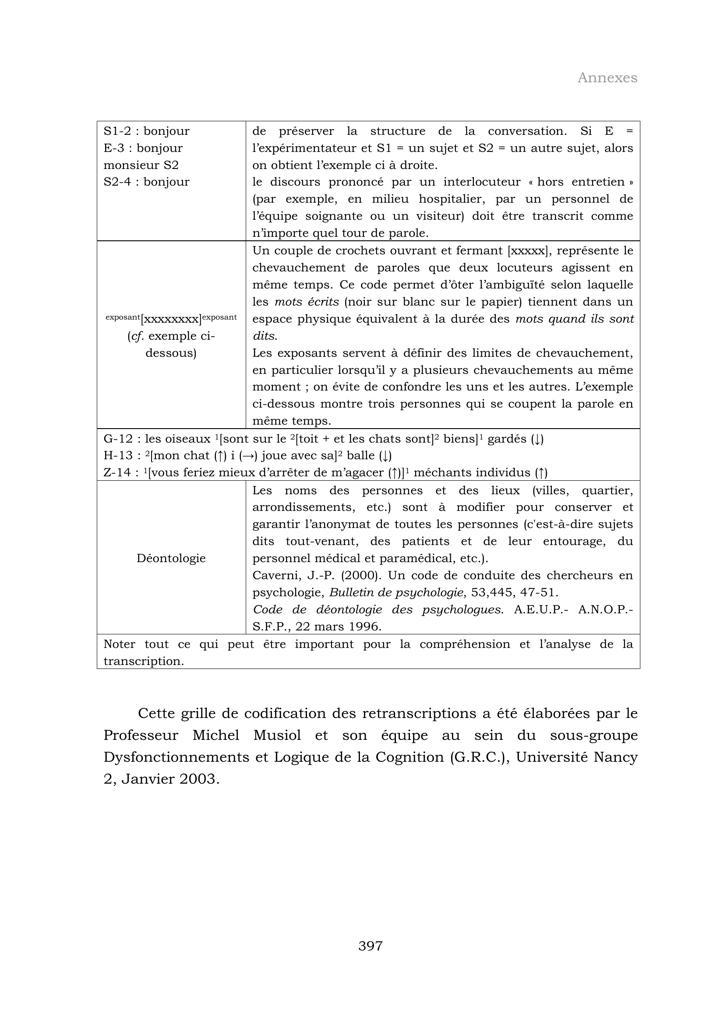 Annexes
S1-2 : bonjour
E-3 : bonjour
monsieur S2
S2-4 : bonjour
de préserver la structure de la conversation. Si E =
l'expérimentateur et S1 = un sujet et S2 = un autre sujet, alors
on obtient l'exemple ci à droite.
le discours prononcé par un interlocuteur « hors entretien »
(par exemple, en milieu hospitalier, par un personnel de
l'équipe soignante ou un visiteur) doit être transcrit comme
n'importe quel tour de parole.
exposant[xxxxxxxx]exposant
(cf. exemple ci-
dessous)
Un couple de crochets ouvrant et fermant [xxxxx], représente le
chevauchement de paroles que deux locuteurs agissent en
même temps. Ce code permet d'ôter l'ambiguïté selon laquelle
les mots écrits (noir sur blanc sur le papier) tiennent dans un
espace physique équivalent à la durée des mots quand ils sont
dits.
Les exposants servent à définir des limites de chevauchement,
en particulier lorsqu'il y a plusieurs chevauchements au même
moment ; on évite de confondre les uns et les autres. L'exemple
ci-dessous montre trois personnes qui se coupent la parole en
même temps.
G-12 : les oiseaux ¹[sont sur le ²[toit + et les chats sont]² biens]¹ gardés (↓)
H-13 : ²[mon chat (↑) i (→) joue avec sa]² balle (↓)
Z-14 : ¹[vous feriez mieux d'arrêter de m'agacer (↑)]¹ méchants individus (↑)
Déontologie
Les noms des personnes et des lieux (villes, quartier,
arrondissements, etc.) sont à modifier pour conserver et
garantir l'anonymat de toutes les personnes (c'est-à-dire sujets
dits tout-venant, des patients et de leur entourage, du
personnel médical et paramédical, etc.).
Caverni, J.-P. (2000). Un code de conduite des chercheurs en
psychologie, Bulletin de psychologie, 53,445, 47-51.
Code de déontologie des psychologues. A.E.U.P.- A.N.O.P.-
S.F.P., 22 mars 1996.
Noter tout ce qui peut être important pour la compréhension et l'analyse de la
transcription.
Cette grille de codification des retranscriptions a été élaborées par le
Professeur Michel Musiol et son équipe au sein du sous-groupe
Dysfonctionnements et Logique de la Cognition (G.R.C.), Université Nancy
2, Janvier 2003.
397